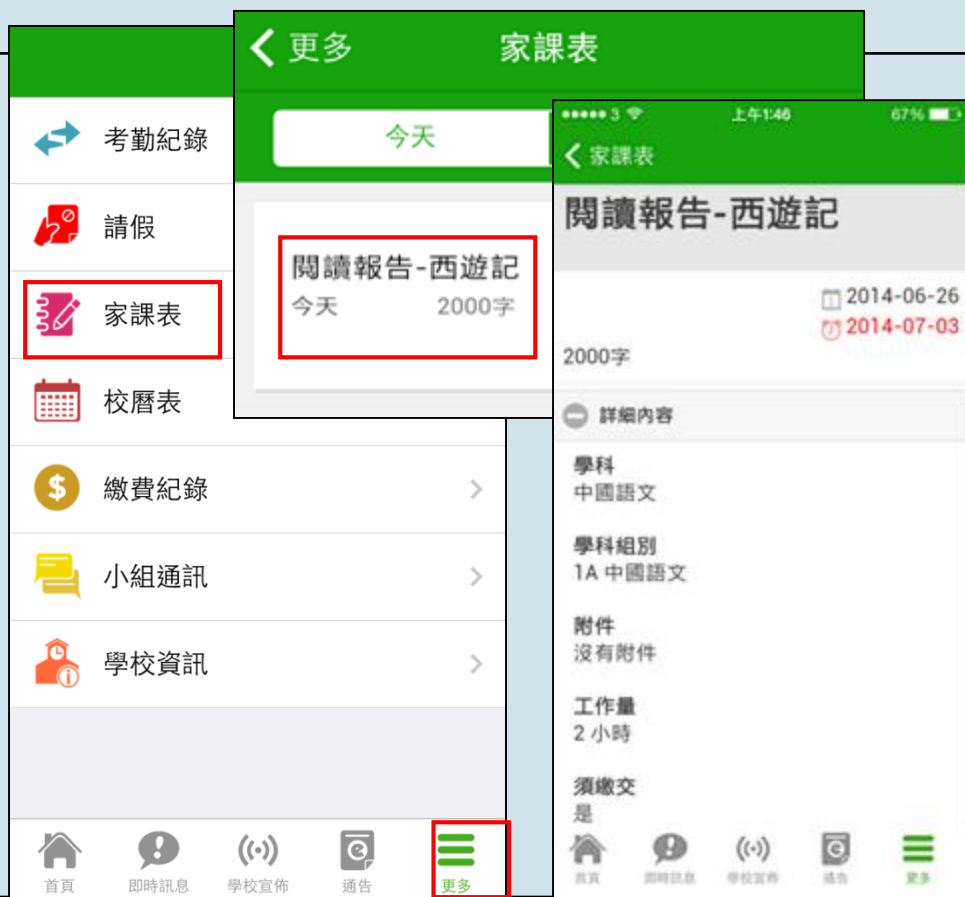 考勤紀錄
請假
家課表
校曆表
繳費紀錄
小組通訊
學校資訊
首頁
即時訊息
學校宣佈
通告
更多
更多
家課表
今天
閱讀報告-西遊記
今天
2000字
3
上午1:46
67%
家課表
閱讀報告-西遊記
2014-06-26
2014-07-03
2000字
詳細內容
學科
中國語文
學科組別
1A 中國語文
附件
沒有附件
工作量
2 小時
須繳交
是
首頁
即時訊息
學校宣佈
通告
更多